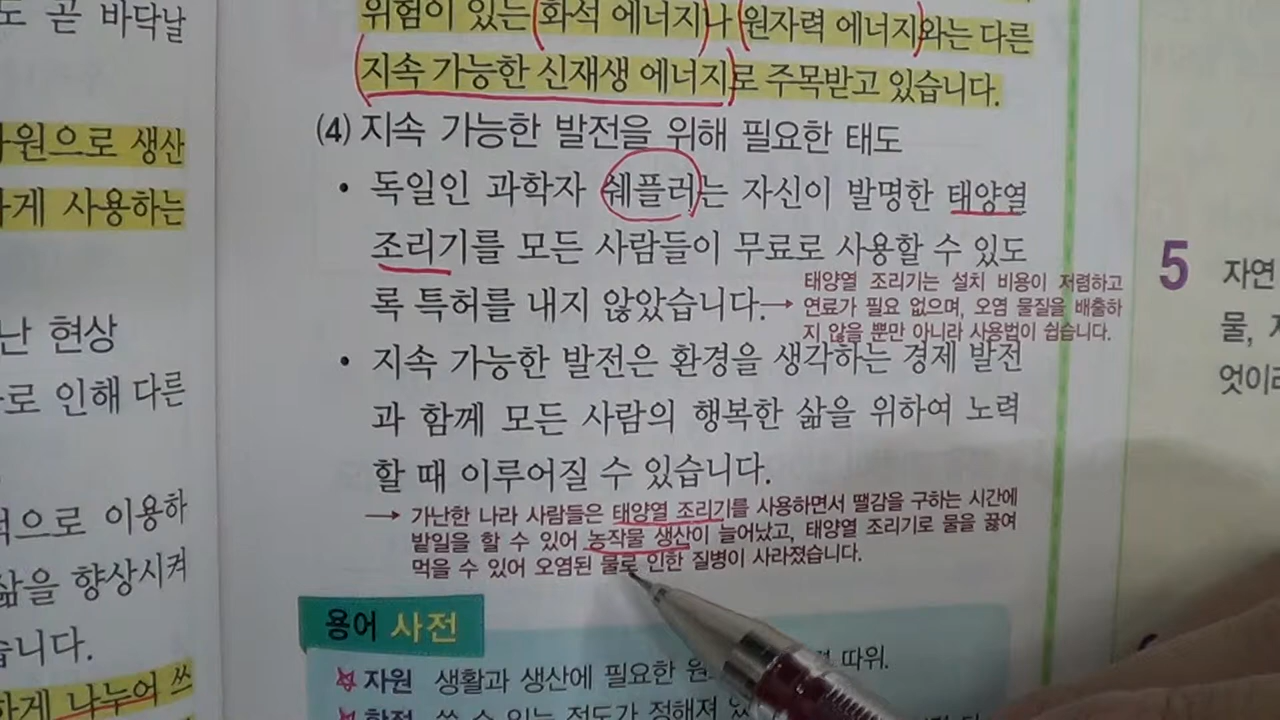 도 곧 바닷날
자원으로 생산
하게 사용하는
난 현상
로 인해 다른
적으로 이용하
삶을 향상시켜
습니다.
하게 나누어 쓰
위험이 있는 화석 에너지나 원자력 에너지와는 다른
지속 가능한 신재생 에너지로 주목받고 있습니다.
(4) 지속 가능한 발전을 위해 필요한 태도
• 독일인 과학자 쉐플러는 자신이 발명한 태양열
조리기를 모든 사람들이 무료로 사용할 수 있도
록 특허를 내지 않았습니다.
→ 태양열 조리기는 설치 비용이 저렴하고
연료가 필요 없으며, 오염 물질을 배출하
지 않을 뿐만 아니라 사용법이 쉽습니다.
• 지속 가능한 발전은 환경을 생각하는 경제 발전
과 함께 모든 사람의 행복한 삶을 위하여 노력
할 때 이루어질 수 있습니다.
→ 가난한 나라 사람들은 태양열 조리기를 사용하면서 땔감을 구하는 시간에
밭일을 할 수 있어 농작물 생산이 늘어났고, 태양열 조리기로 물을 끓여
먹을 수 있어 오염된 물로 인한 질병이 사라졌습니다.
용어 사전
자원 생활과 생산에 필요한 따위.
5 자연
물,
엇이